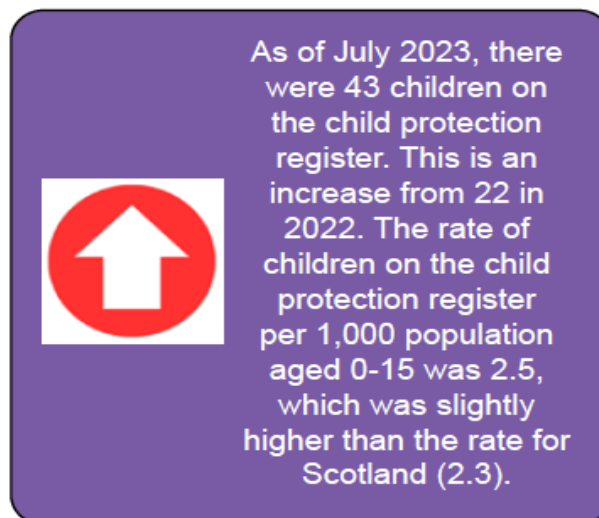 As of July 2023, there
were 43 children on
the child protection
register. This is an
increase from 22 in
2022. The rate of
children on the child
protection register
per 1,000 population
aged 0-15 was 2.5,
which was slightly
higher than the rate for
Scotland (2.3).